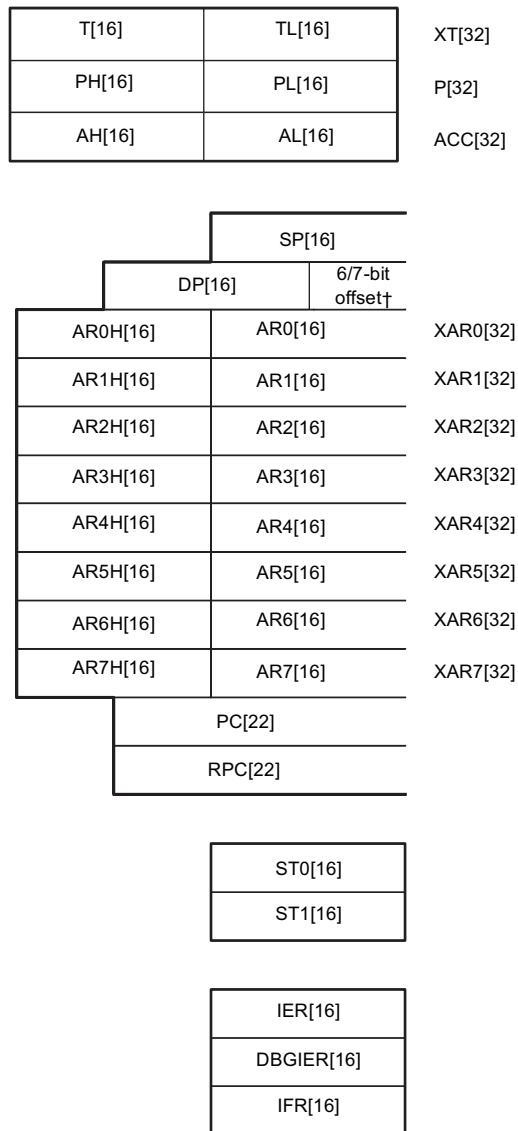 T[16] TL[16] XT[32]
PH[16] PL[16] P[32]
AH[16] AL[16] ACC[32]
SP[16]
DP[16] 6/7-bit
offset†
AR0H[16] AR0[16] XAR0[32]
AR1H[16] AR1[16] XAR1[32]
AR2H[16] AR2[16] XAR2[32]
AR3H[16] AR3[16] XAR3[32]
AR4H[16] AR4[16] XAR4[32]
AR5H[16] AR5[16] XAR5[32]
AR6H[16] AR6[16] XAR6[32]
AR7H[16] AR7[16] XAR7[32]
PC[22]
RPC[22]
ST0[16]
ST1[16]
IER[16]
DBGIER[16]
IFR[16]